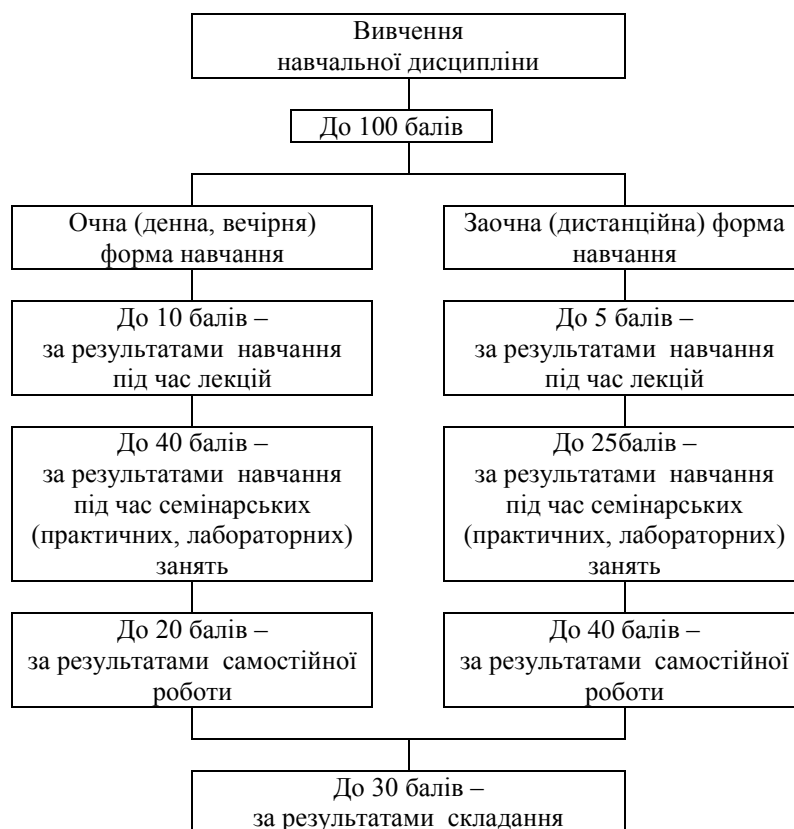 Вивчення
навчальної дисципліни
До 100 балів
Очна (денна, вечірня)
форма навчання
Заочна (дистанційна) форма
навчання
До 10 балів –
за результатами навчання
під час лекцій
До 5 балів –
за результатами навчання
під час лекцій
До 40 балів –
за результатами навчання
під час семінарських
(практичних, лабораторних)
занять
До 25балів –
за результатами навчання
під час семінарських
(практичних, лабораторних)
занять
До 20 балів –
за результатами самостійної
роботи
До 40 балів –
за результатами самостійної
роботи
До 30 балів –
за результатами складання